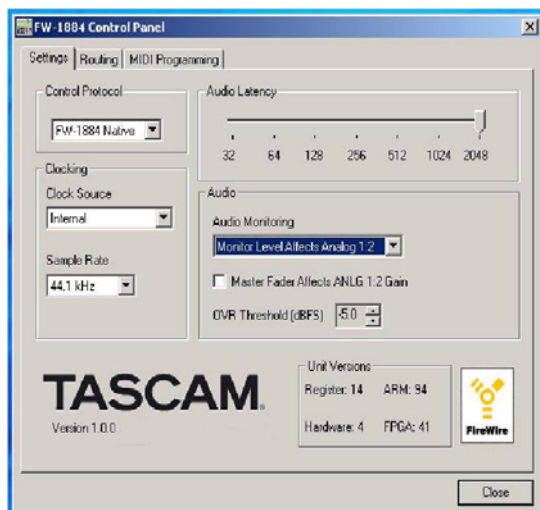 FW-1884 Control Panel
Settings
Routing
MIDI Programming
Control Protocol
FW-1884 Native
Audio Latency
32 64 128 256 512 1024 2048
Clocking
Clock Source
Internal
Sample Rate
44.1 kHz
Audio
Audio Monitoring
Monitor Level Affects Analog 1:2
Master Fader Affects ANLG 1:2 Gain
OVR Threshold (dBFS) -5.0
TASCAM.
Version 1.0.0
Unit Versions
Register: 14 ARM: 94
Hardware: 4 FPGA: 41
FireWire
Close